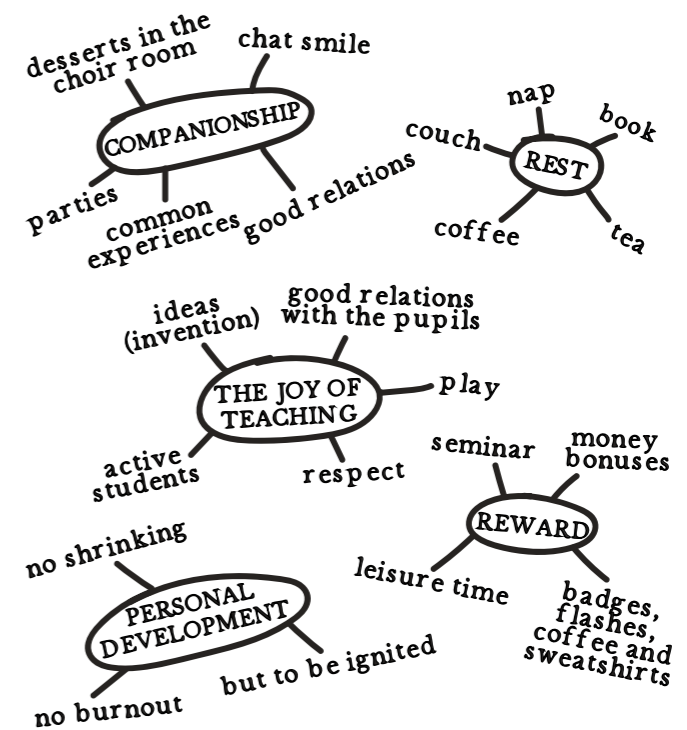 desserts in the
choir room
chat smile
COMPANIONSHIP
parties
common
experiences
good relations
nap
book
couch
REST
coffee
tea
ideas
(invention)
good relations
with the pupils
THE JOY OF
TEACHING
play
active
students
respect
seminar
money
bonuses
REWARD
leisure time
badges,
flashes,
coffee and
sweatshirts
no shrinking
PERSONAL
DEVELOPMENT
no burnout
but to be ignited